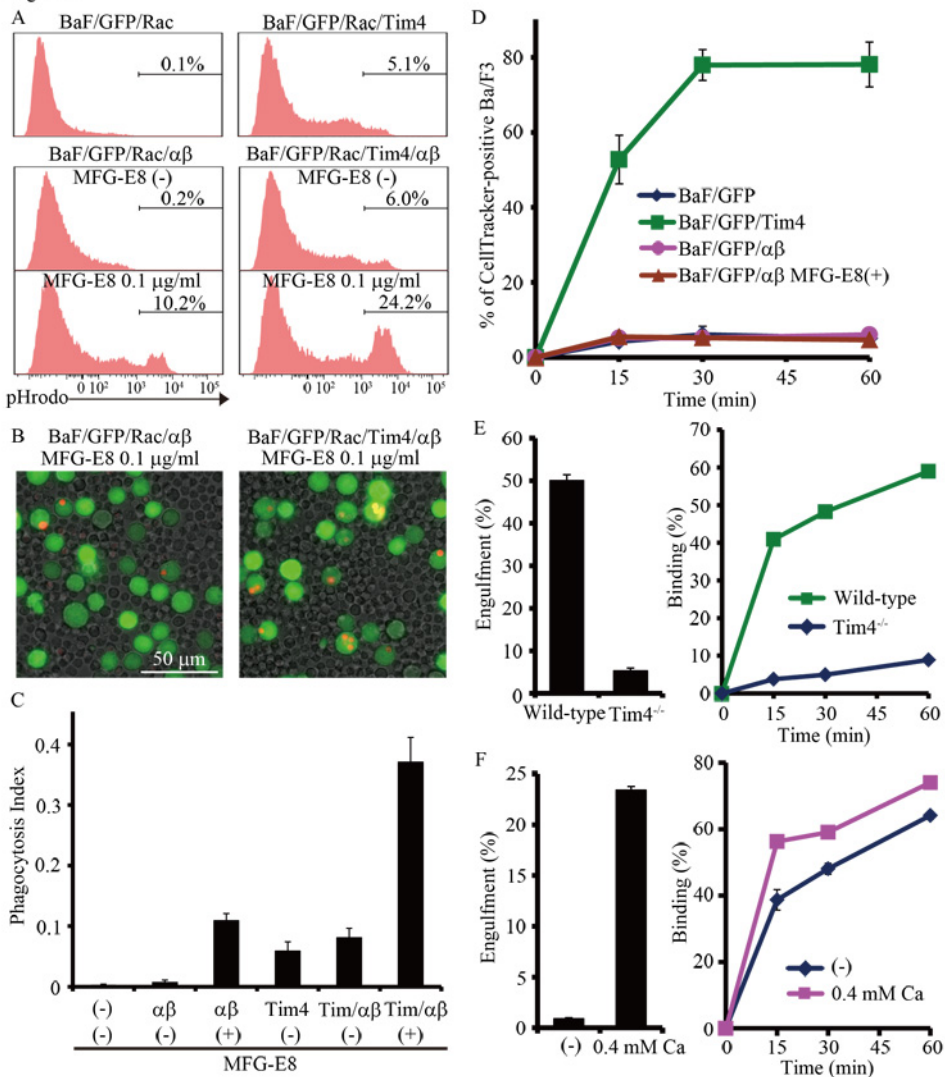 A
BaF/GFP/Rac
0.1%
BaF/GFP/Rac/Tim4
5.1%
BaF/GFP/Rac/αβ
MFG-E8 (-)
0.2%
BaF/GFP/Rac/Tim4/αβ
MFG-E8 (-)
6.0%
MFG-E8 0.1 µg/ml
10.2%
MFG-E8 0.1 µg/ml
24.2%
0 10² 10³ 10⁴ 10⁵
0 10² 10³ 10⁴ 10⁵
pHrodo
B
BaF/GFP/Rac/αβ
MFG-E8 0.1 µg/ml
BaF/GFP/Rac/Tim4/αβ
MFG-E8 0.1 µg/ml
50 µm
C
Phagocytosis Index
0.4
0.3
0.2
0.1
0
(-) αβ αβ Tim4 Tim/αβ Tim/αβ
(-) (-) (+) (-) (-) (+)
MFG-E8
D
% of CellTracker-positive Ba/F3
80
60
40
20
0
BaF/GFP
BaF/GFP/Tim4
BaF/GFP/αβ
BaF/GFP/αβ MFG-E8(+)
0 15 30 45 60
Time (min)
E
Engulfment (%)
60
50
40
30
20
10
0
Wild-type Tim4⁻/⁻
Binding (%)
70
60
50
40
30
20
10
0
Wild-type
Tim4⁻/⁻
0 15 30 45 60
Time (min)
F
Engulfment (%)
25
20
15
10
5
0
(-) 0.4 mM Ca
Binding (%)
80
60
40
20
0
(-)
0.4 mM Ca
0 15 30 45 60
Time (min)